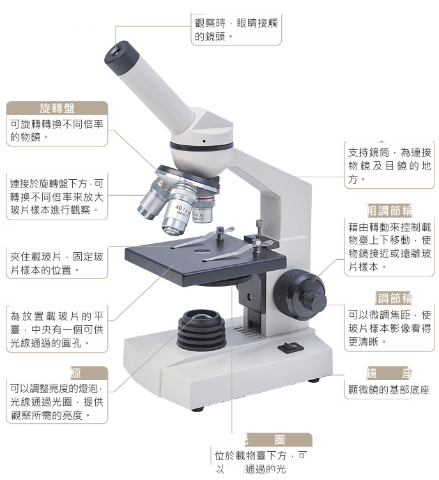 觀察時，眼睛接觸
的鏡頭。
旋轉盤
可旋轉轉換不同倍率
的物鏡。
連接於旋轉盤下方，可
轉換不同倍率來放大
玻片樣本進行觀察。
夾住載玻片，固定玻
片樣本的位置。
為放置載玻片的平
臺，中央有一個可供
光線通過的圓孔。
源
可以調整亮度的燈泡，
光線通過光圈，提供
觀察所需的亮度。
支持鏡筒，為連接
物鏡及目鏡的地
方。
粗調節輪
藉由轉動來控制載
物臺上下移動，使
物鏡接近或遠離玻
片樣本。
調節輪
可以微調焦距，使
玻片樣本影像看得
更清晰。
鏡 座
顯微鏡的基部底座
圈
位於載物臺下方，可
以 通過的光